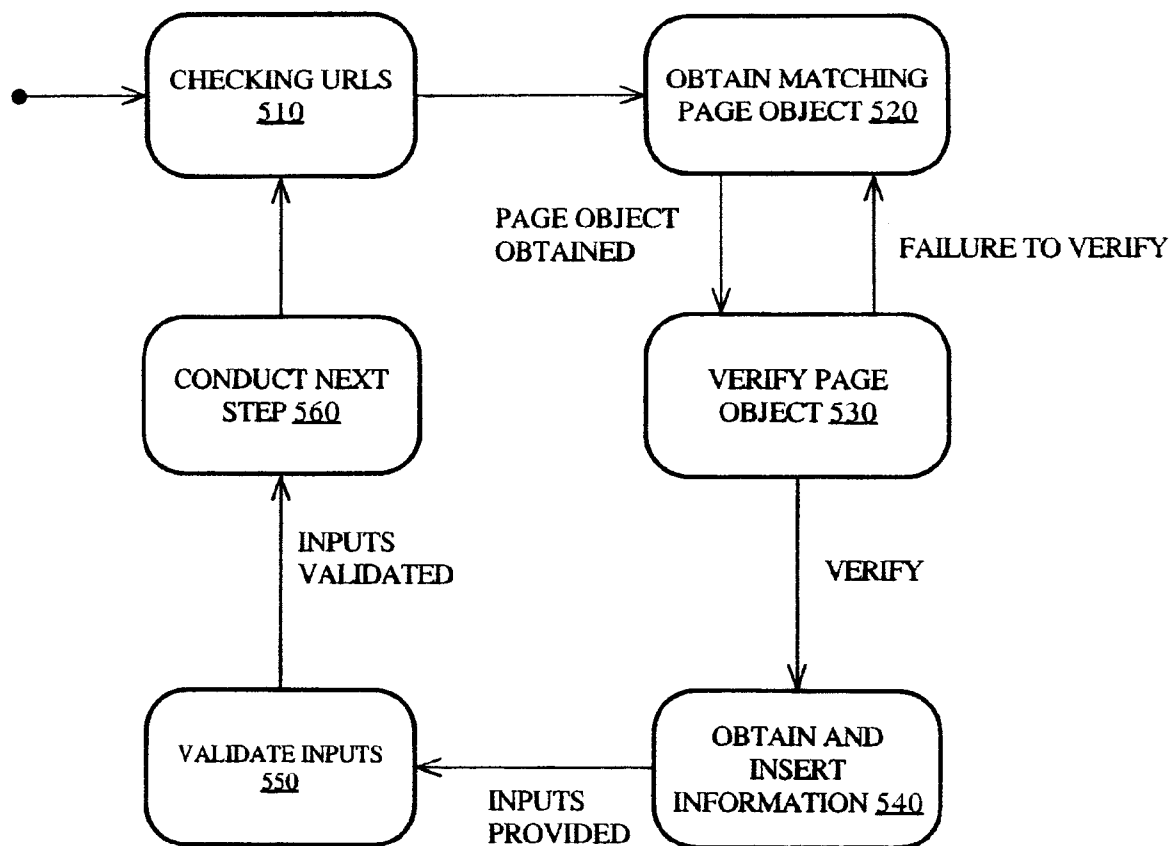 CHECKING URLS
510
OBTAIN MATCHING
PAGE OBJECT 520
PAGE OBJECT
OBTAINED
FAILURE TO VERIFY
CONDUCT NEXT
STEP 560
VERIFY PAGE
OBJECT 530
INPUTS
VALIDATED
VERIFY
VALIDATE INPUTS
550
INPUTS
PROVIDED
OBTAIN AND
INSERT
INFORMATION 540